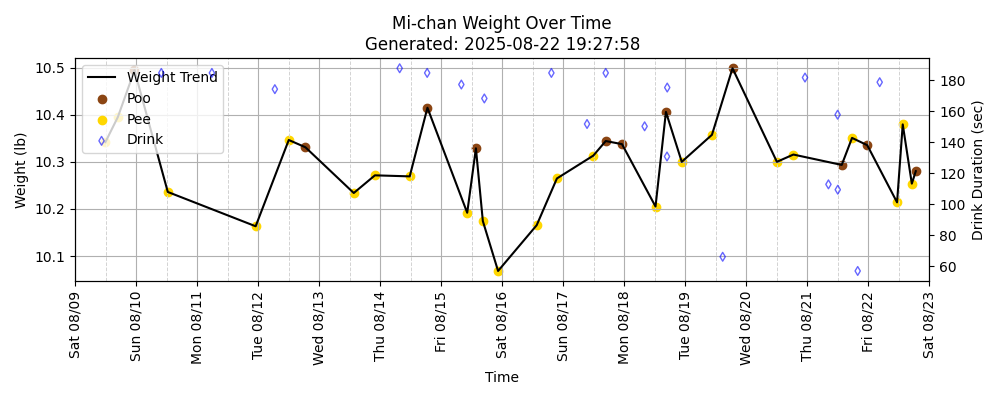 Mi-chan Weight Over Time
Generated: 2025-08-22 19:27:58
Weight (lb)
10.5
10.4
10.3
10.2
10.1
Weight Trend
Poo
Pee
Drink
180
160
140
120
100
80
60
Drink Duration (sec)
Sat 08/09
Sun 08/10
Mon 08/11
Tue 08/12
Wed 08/13
Thu 08/14
Fri 08/15
Sat 08/16
Sun 08/17
Mon 08/18
Tue 08/19
Wed 08/20
Thu 08/21
Fri 08/22
Sat 08/23
Time